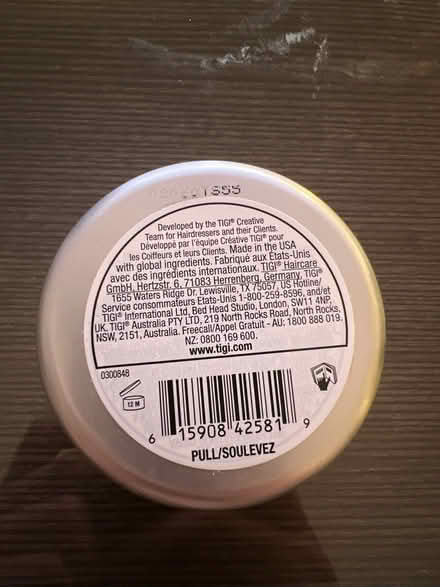 Developed by the TIGI® Creative
Team for Hairdressers and their Clients.
Développé par l'équipe Créative TIGI® pour
les Coiffeurs et leurs Clients. Made in the USA
with global ingredients. Fabriqué aux Etats-Unis
avec des ingrédients internationaux. TIGI® Haircare
GmbH, Hertzstr. 6, 71083 Herrenberg, Germany, TIGI®
1655 Waters Ridge Dr. Lewisville, TX 75057, US Hotline/
Service consommateurs Etats-Unis 1-800-259-8596, and/et
TIGI® International Ltd, Bed Head Studio, London, SW11 4NP,
UK. TIGI® Australia PTY LTD, 219 North Rocks Road, North Rocks,
NSW, 2151, Australia. Freecall/Appel Gratuit - AU: 1800 888 019.
NZ: 0800 169 600.
www.tigi.com
0300848
12 M
6 15908 42581 9
PULL/SOULEVEZ